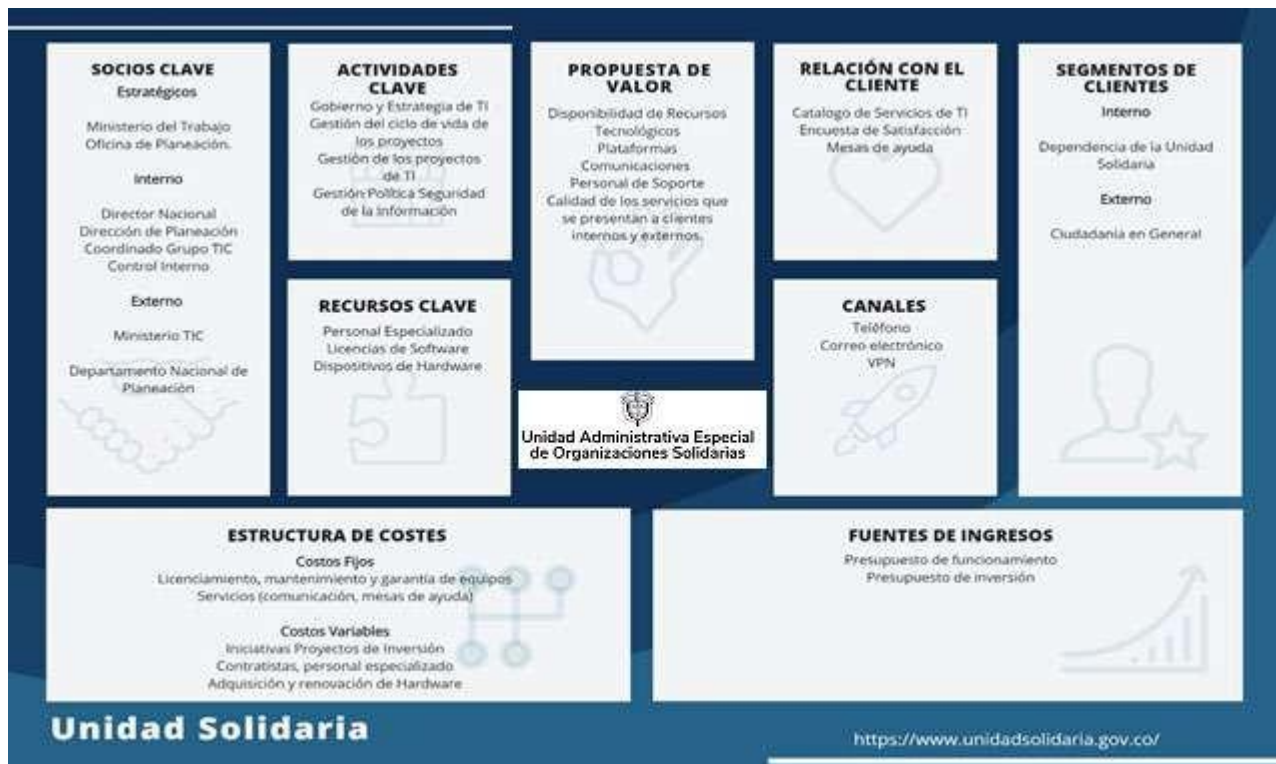 SOCIOS CLAVE
Estratégicos
Ministerio del Trabajo
Oficina de Planeación.
Interno
Director Nacional
Dirección de Planeación
Coordinado Grupo TIC
Control Interno
Externo
Ministerio TIC
Departamento Nacional de
Planeación
ACTIVIDADES
CLAVE
Gobierno y Estrategia de TI
Gestión del ciclo de vida de
los proyectos
Gestión de los proyectos
de TI
Gestión Política Seguridad
de la información
RECURSOS CLAVE
Personal Especializado
Licencias de Software
Dispositivos de Hardware
PROPUESTA DE
VALOR
Disponibilidad de Recursos
Tecnológicos
Plataformas
Comunicaciones
Personal de Soporte
Calidad de los servicios que
se presentan a clientes
internos y externos.
Unidad Administrativa Especial
de Organizaciones Solidarias
RELACIÓN CON EL
CLIENTE
Catalogo de Servicios de TI
Encuesta de Satisfacción
Mesas de ayuda
CANALES
Teléfono
Correo electrónico
VPN
SEGMENTOS DE
CLIENTES
Interno
Dependencia de la Unidad
Solidaria
Externo
Ciudadanía en General
ESTRUCTURA DE COSTES
Costos Fijos
Licenciamiento, mantenimiento y garantía de equipos
Servicios (comunicación, mesas de ayuda)
Costos Variables
Iniciativas Proyectos de Inversión
Contratistas, personal especializado
Adquisición y renovación de Hardware
FUENTES DE INGRESOS
Presupuesto de funcionamiento
Presupuesto de inversión
Unidad Solidaria
https://www.unidadsolidaria.gov.co/